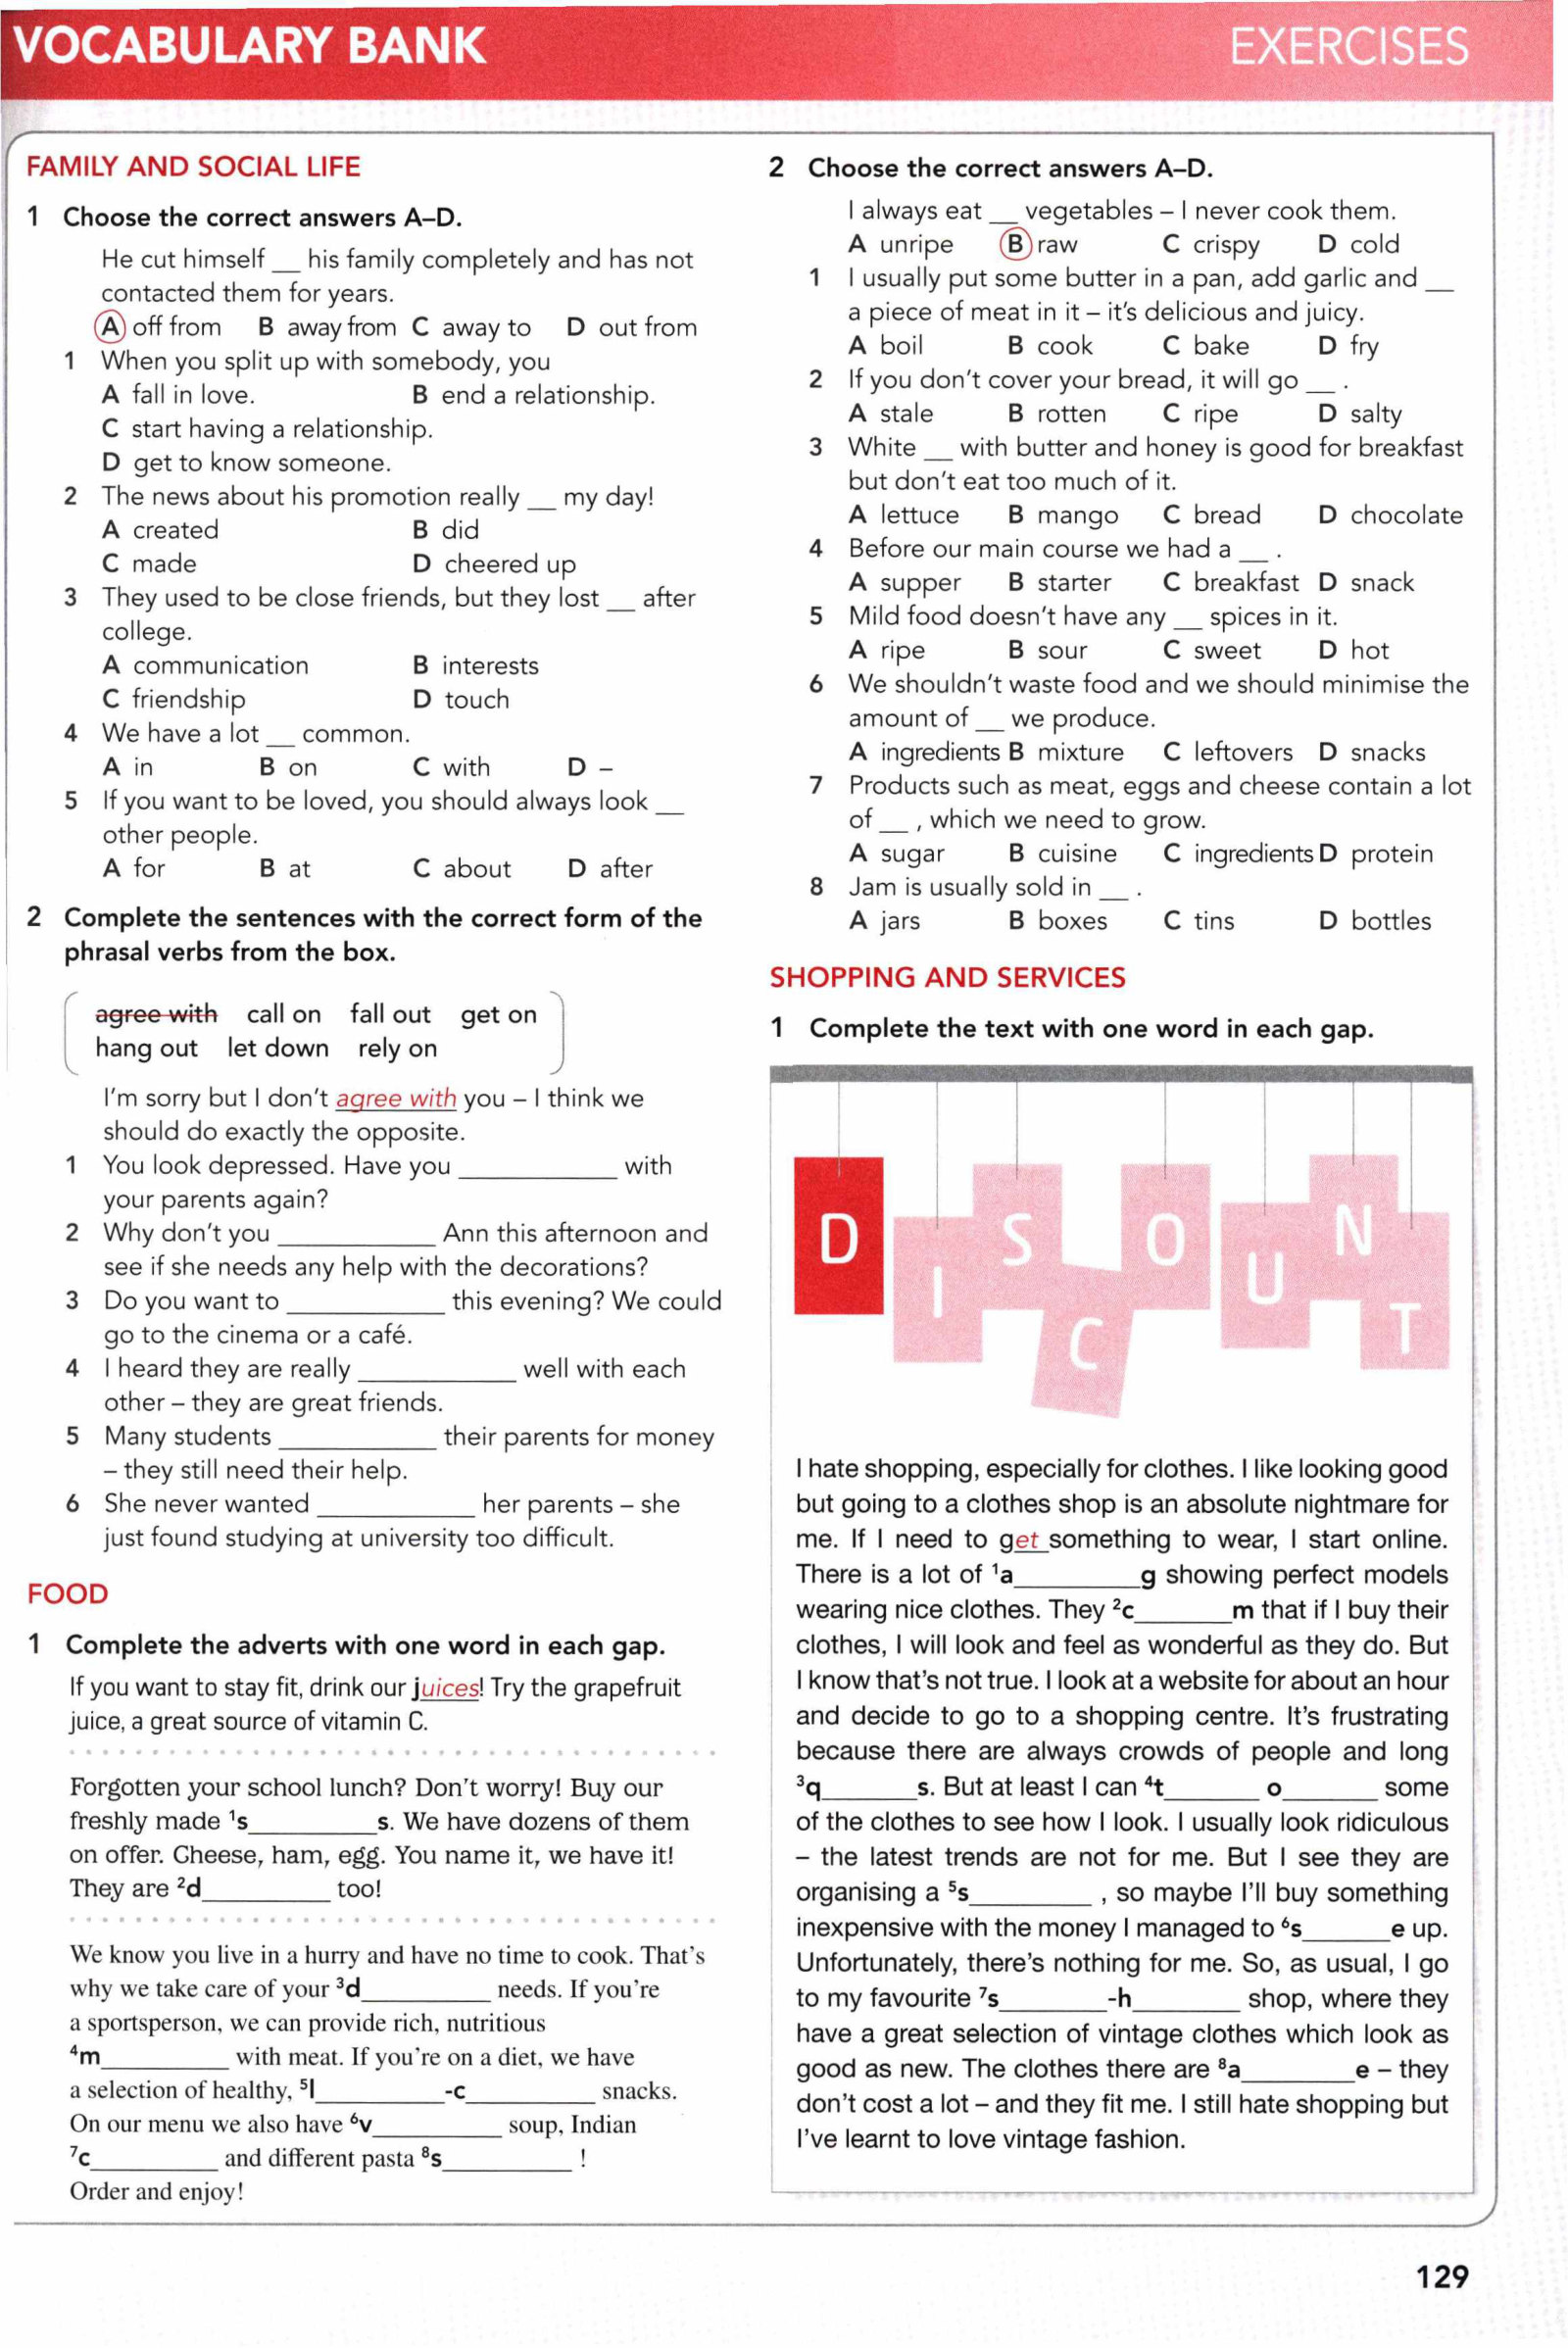 VOCABULARY BANK
EXERCISES
FAMILY AND SOCIAL LIFE
1 Choose the correct answers A–D.
He cut himself __ his family completely and has not
contacted them for years.
A off from B away from C away to D out from
1 When you split up with somebody, you
A fall in love. B end a relationship.
C start having a relationship.
D get to know someone.
2 The news about his promotion really __ my day!
A created B did
C made D cheered up
3 They used to be close friends, but they lost __ after
college.
A communication B interests
C friendship D touch
4 We have a lot __ common.
A in B on C with D –
5 If you want to be loved, you should always look __
other people.
A for B at C about D after
2 Complete the sentences with the correct form of the
phrasal verbs from the box.
agree with call on fall out get on
hang out let down rely on
I'm sorry but I don't agree with you – I think we
should do exactly the opposite.
1 You look depressed. Have you ____________ with
your parents again?
2 Why don't you ____________ Ann this afternoon and
see if she needs any help with the decorations?
3 Do you want to ____________ this evening? We could
go to the cinema or a café.
4 I heard they are really ____________ well with each
other – they are great friends.
5 Many students ____________ their parents for money
– they still need their help.
6 She never wanted ____________ her parents – she
just found studying at university too difficult.
FOOD
1 Complete the adverts with one word in each gap.
If you want to stay fit, drink our juices! Try the grapefruit
juice, a great source of vitamin C.
Forgotten your school lunch? Don't worry! Buy our
freshly made ¹s__________s. We have dozens of them
on offer. Cheese, ham, egg. You name it, we have it!
They are ²d__________ too!
We know you live in a hurry and have no time to cook. That's
why we take care of your ³d__________ needs. If you're
a sportsperson, we can provide rich, nutritious
⁴m__________ with meat. If you're on a diet, we have
a selection of healthy, ⁵l__________-c__________ snacks.
On our menu we also have ⁶v__________ soup, Indian
⁷c__________ and different pasta ⁸s__________ !
Order and enjoy!
2 Choose the correct answers A–D.
I always eat __ vegetables – I never cook them.
A unripe B raw C crispy D cold
1 I usually put some butter in a pan, add garlic and __
a piece of meat in it – it's delicious and juicy.
A boil B cook C bake D fry
2 If you don't cover your bread, it will go __ .
A stale B rotten C ripe D salty
3 White __ with butter and honey is good for breakfast
but don't eat too much of it.
A lettuce B mango C bread D chocolate
4 Before our main course we had a __ .
A supper B starter C breakfast D snack
5 Mild food doesn't have any __ spices in it.
A ripe B sour C sweet D hot
6 We shouldn't waste food and we should minimise the
amount of __ we produce.
A ingredients B mixture C leftovers D snacks
7 Products such as meat, eggs and cheese contain a lot
of __ , which we need to grow.
A sugar B cuisine C ingredients D protein
8 Jam is usually sold in __ .
A jars B boxes C tins D bottles
SHOPPING AND SERVICES
1 Complete the text with one word in each gap.
DISCOUNT
I hate shopping, especially for clothes. I like looking good
but going to a clothes shop is an absolute nightmare for
me. If I need to get something to wear, I start online.
There is a lot of ¹a_________g showing perfect models
wearing nice clothes. They ²c_______m that if I buy their
clothes, I will look and feel as wonderful as they do. But
I know that's not true. I look at a website for about an hour
and decide to go to a shopping centre. It's frustrating
because there are always crowds of people and long
³q_______s. But at least I can ⁴t_______ o_______ some
of the clothes to see how I look. I usually look ridiculous
– the latest trends are not for me. But I see they are
organising a ⁵s_________ , so maybe I'll buy something
inexpensive with the money I managed to ⁶s______e up.
Unfortunately, there's nothing for me. So, as usual, I go
to my favourite ⁷s________-h________ shop, where they
have a great selection of vintage clothes which look as
good as new. The clothes there are ⁸a________e – they
don't cost a lot – and they fit me. I still hate shopping but
I've learnt to love vintage fashion.
129